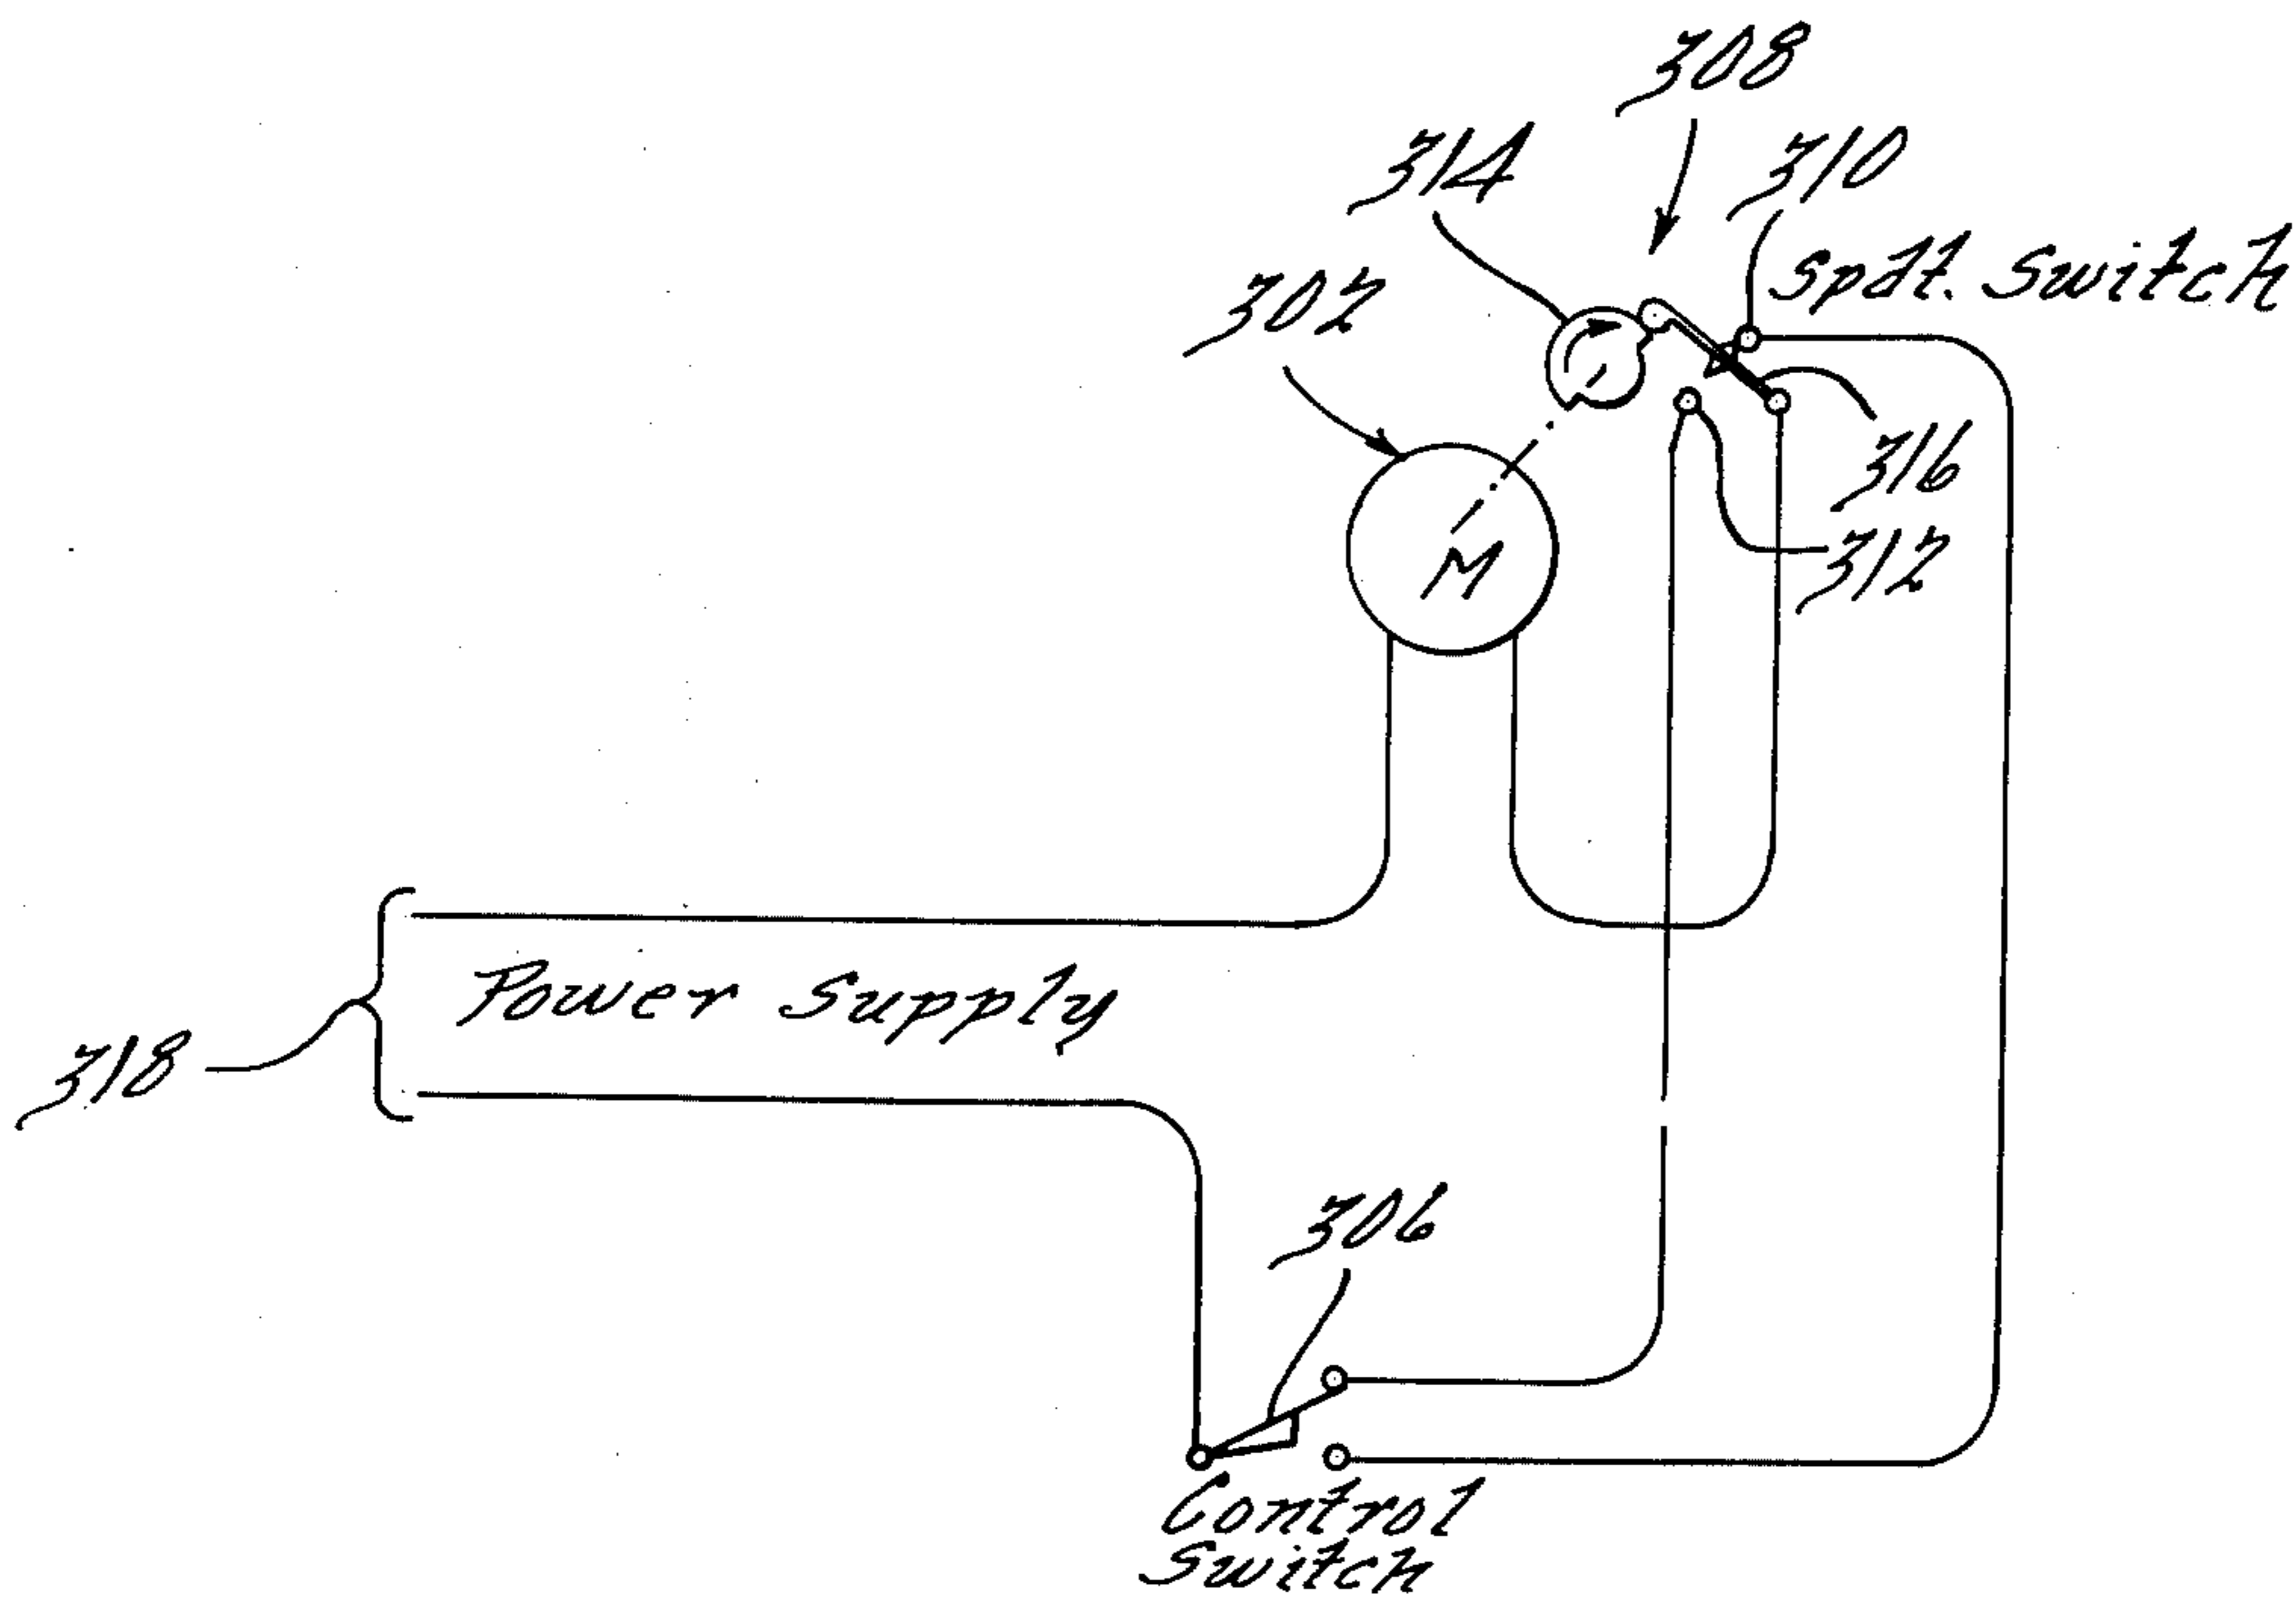 308
314
310
302
spdt. switch
316
312
M
Power supply
318
306
Control
Switch